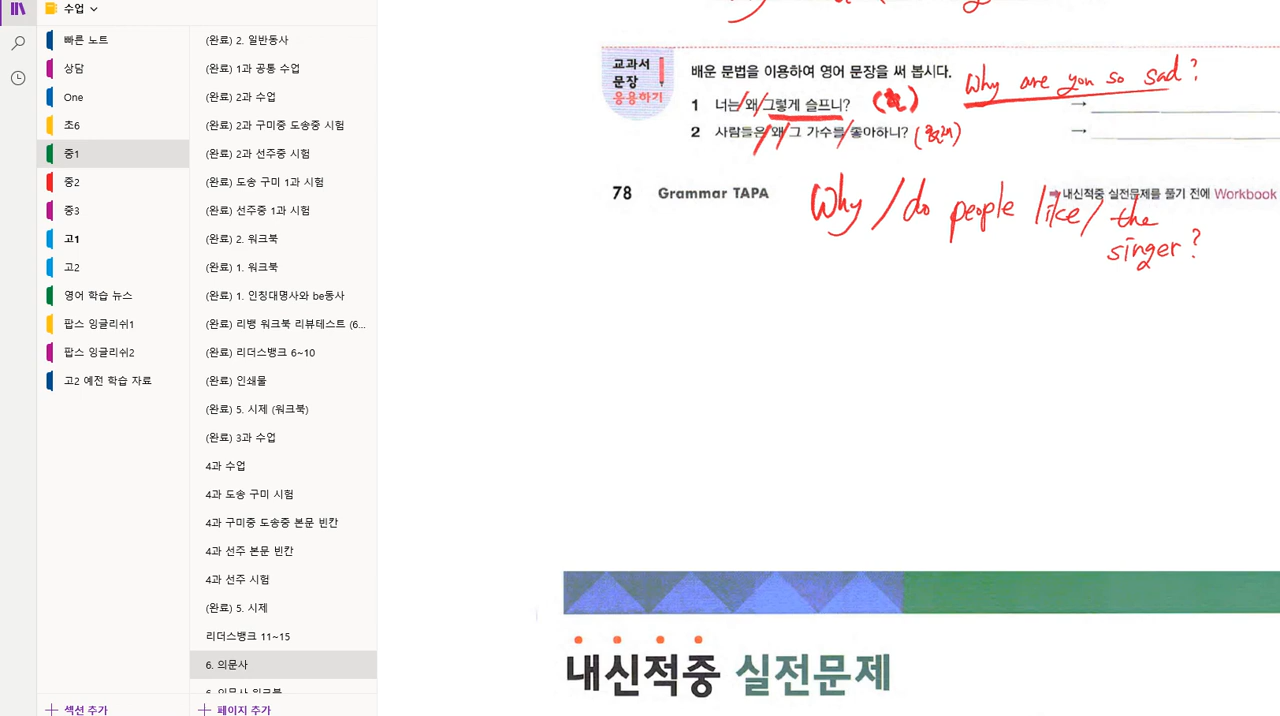 수업
빠른 노트
상담
One
초6
중1
중2
중3
고1
고2
영어 학습 뉴스
팝스 잉글리쉬1
팝스 잉글리쉬2
고2 예전 학습 자료
섹션 추가
(완료) 2. 일반동사
(완료) 1과 공통 수업
(완료) 2과 수업
(완료) 2과 구미중 도송중 시험
(완료) 2과 선주중 시험
(완료) 도송 구미 1과 시험
(완료) 선주중 1과 시험
(완료) 2. 워크북
(완료) 1. 워크북
(완료) 1. 인칭대명사와 be동사
(완료) 리뱅 워크북 리뷰테스트 (6...
(완료) 리더스뱅크 6~10
(완료) 인쇄물
(완료) 5. 시제 (워크북)
(완료) 3과 수업
4과 수업
4과 도송 구미 시험
4과 구미중 도송중 본문 빈칸
4과 선주 본문 빈칸
4과 선주 시험
(완료) 5. 시제
리더스뱅크 11~15
6. 의문사
6. 의문사 워크북
페이지 추가
교과서
문장
응용하기
배운 문법을 이용하여 영어 문장을 써 봅시다.
Why are you so sad?
1 너는 왜 그렇게 슬프니? →
2 사람들은 왜 그 가수를 좋아하니? (현재) →
78 Grammar TAPA
➡내신적중 실전문제를 풀기 전에 Workbook
Why / do people like / the
singer?
내신적중 실전문제